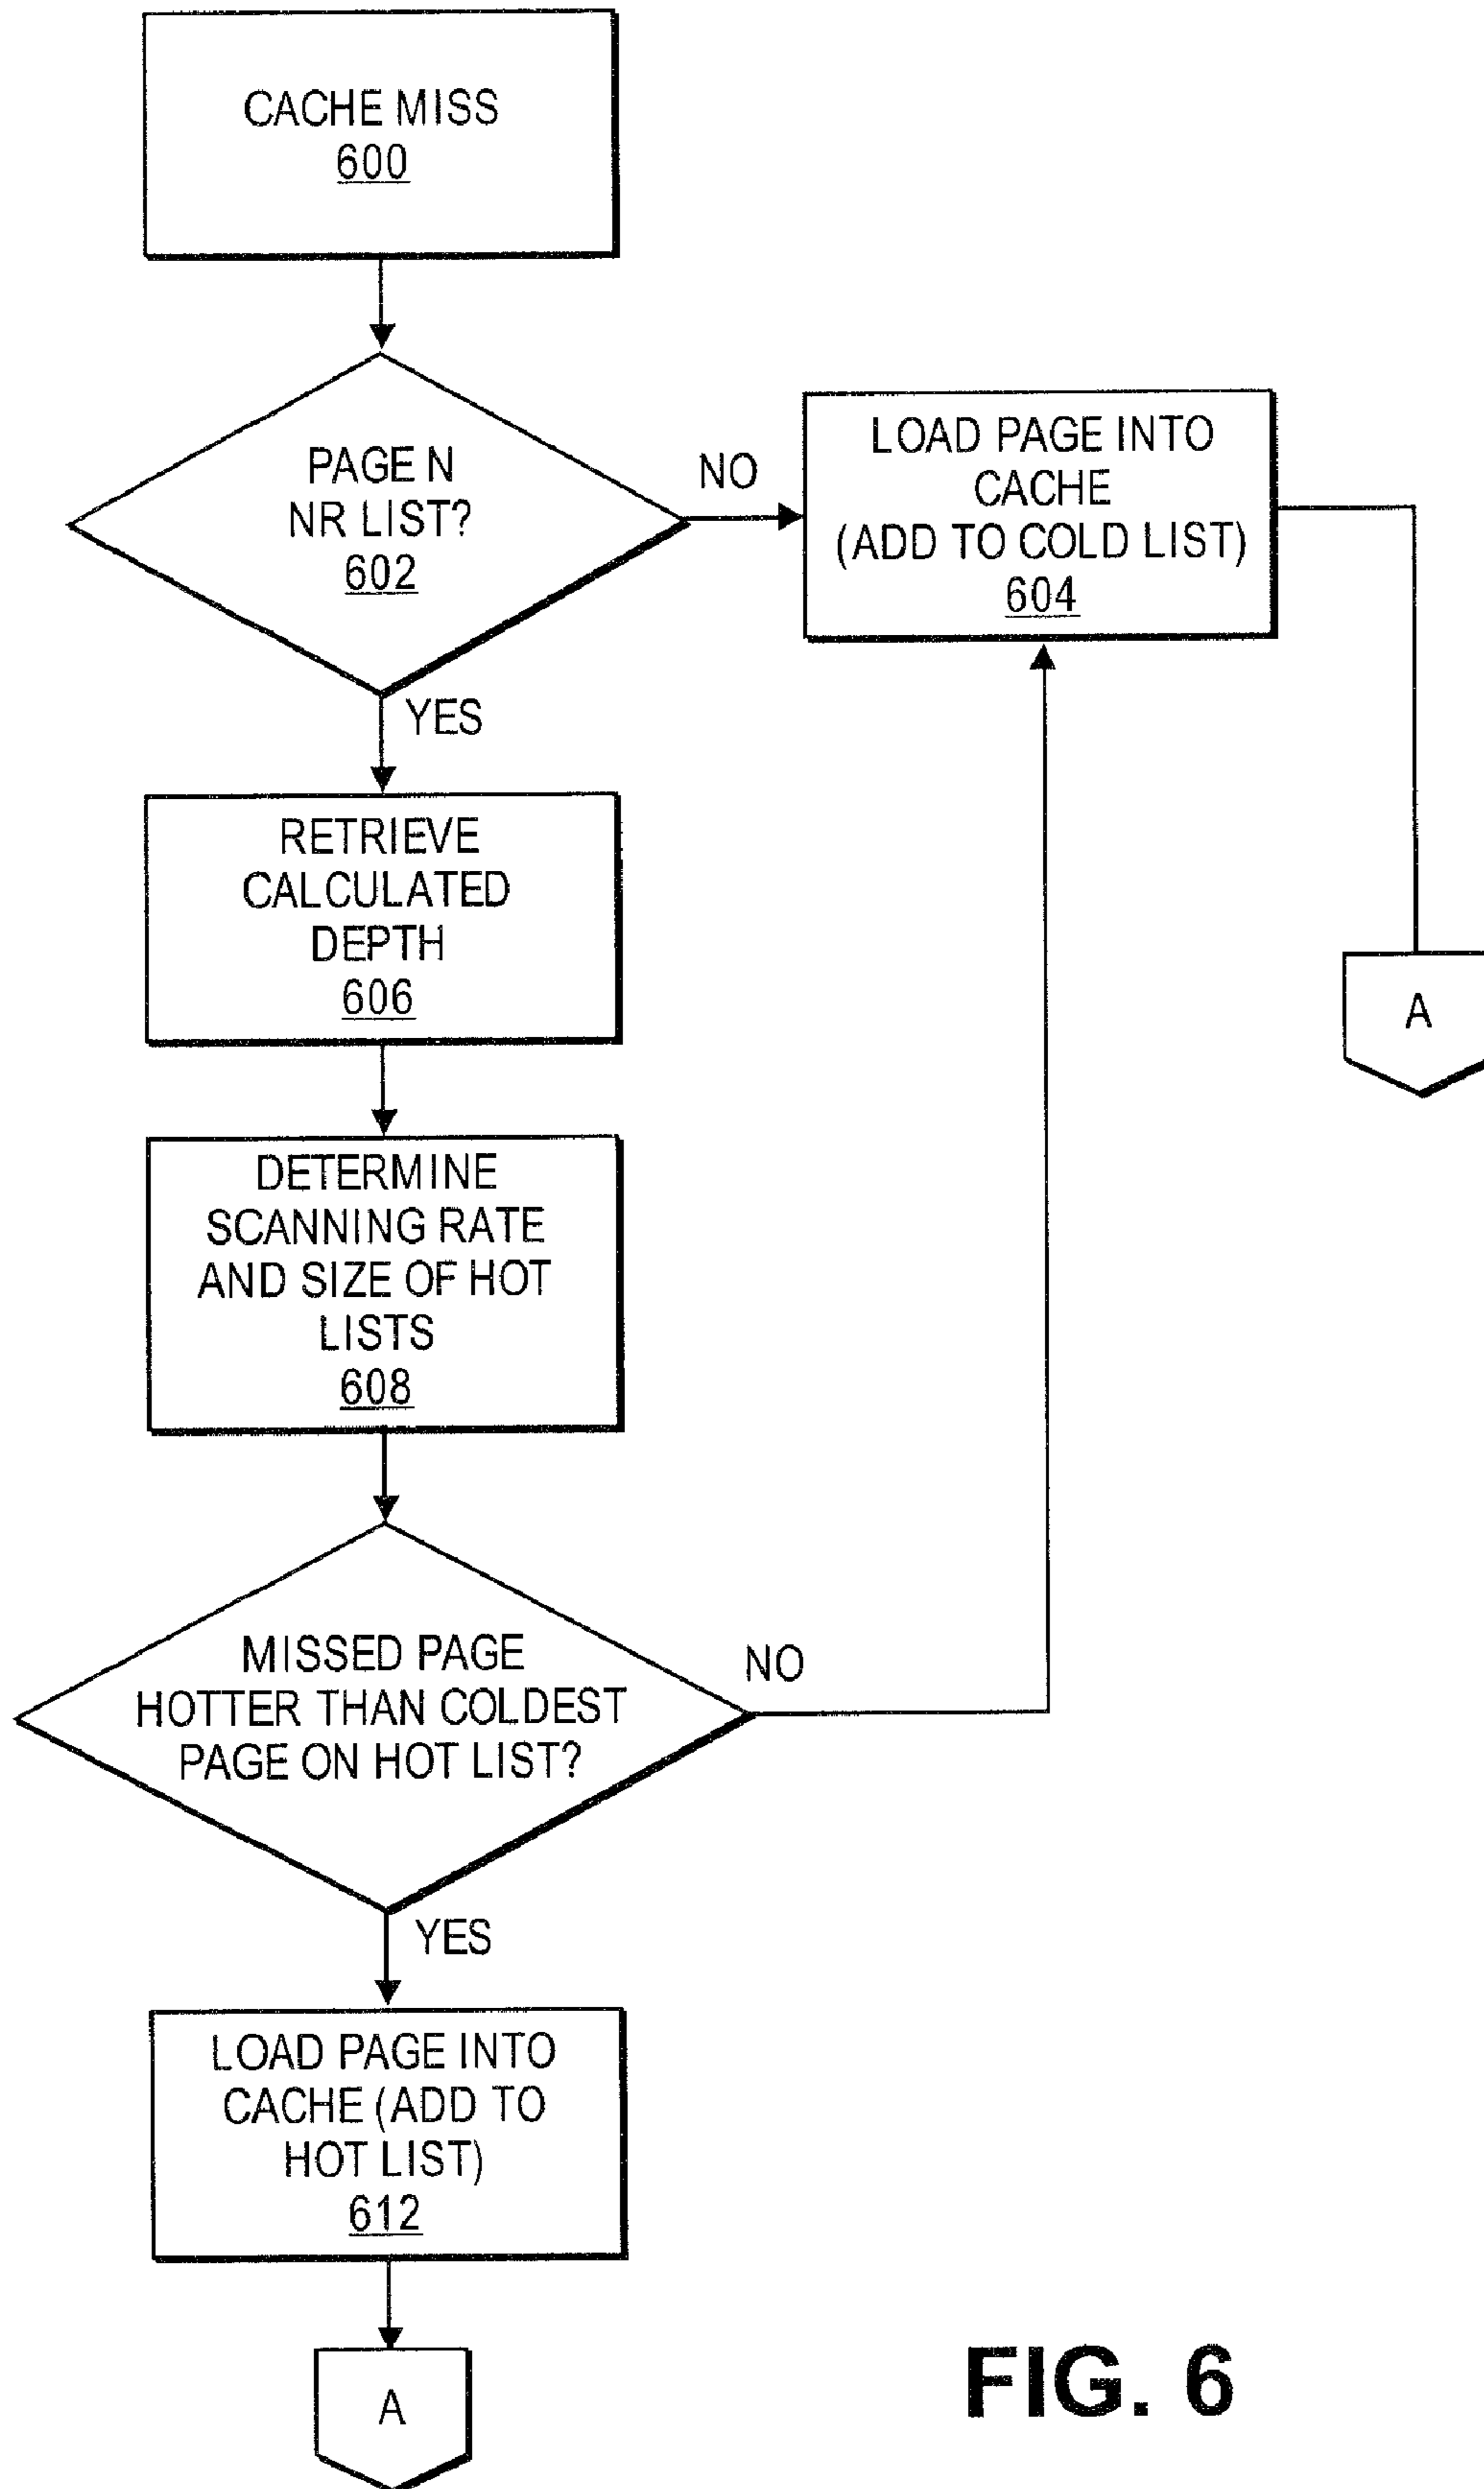 CACHE MISS
600
PAGE N
NR LIST?
602
NO
LOAD PAGE INTO
CACHE
(ADD TO COLD LIST)
604
YES
RETRIEVE
CALCULATED
DEPTH
606
A
DETERMINE
SCANNING RATE
AND SIZE OF HOT
LISTS
608
MISSED PAGE
HOTTER THAN COLDEST
PAGE ON HOT LIST?
NO
YES
LOAD PAGE INTO
CACHE (ADD TO
HOT LIST)
612
A
FIG. 6